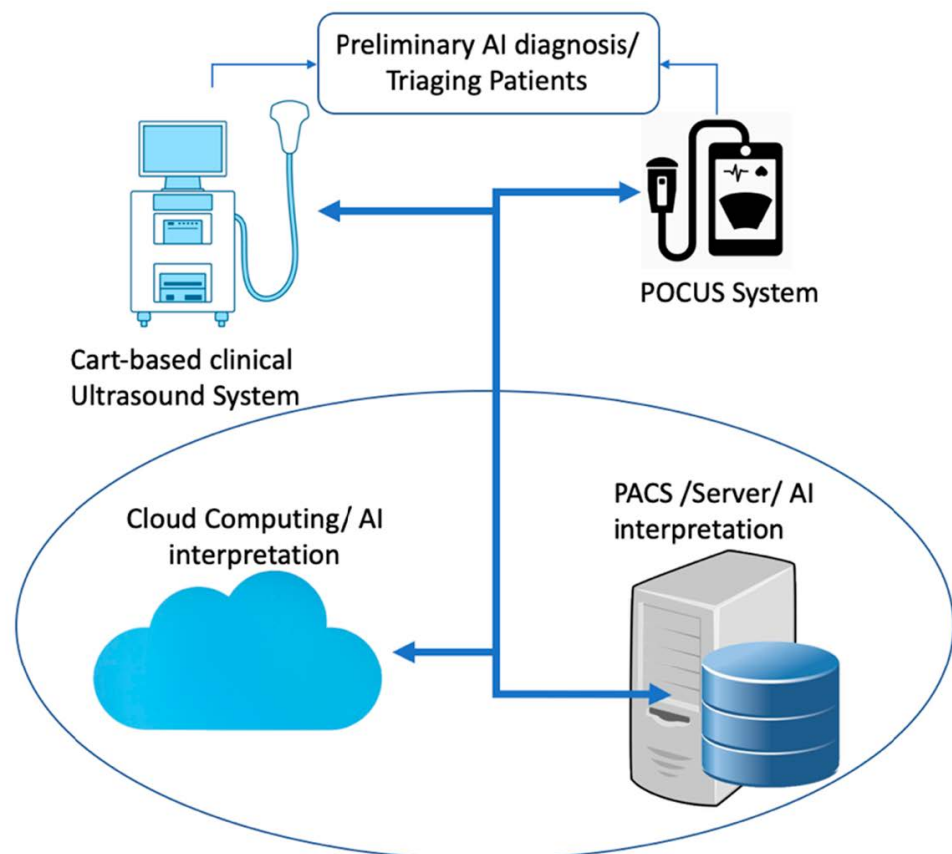 Preliminary AI diagnosis/
Triaging Patients
POCUS System
Cart-based clinical
Ultrasound System
Cloud Computing/ AI
interpretation
PACS /Server/ AI
interpretation